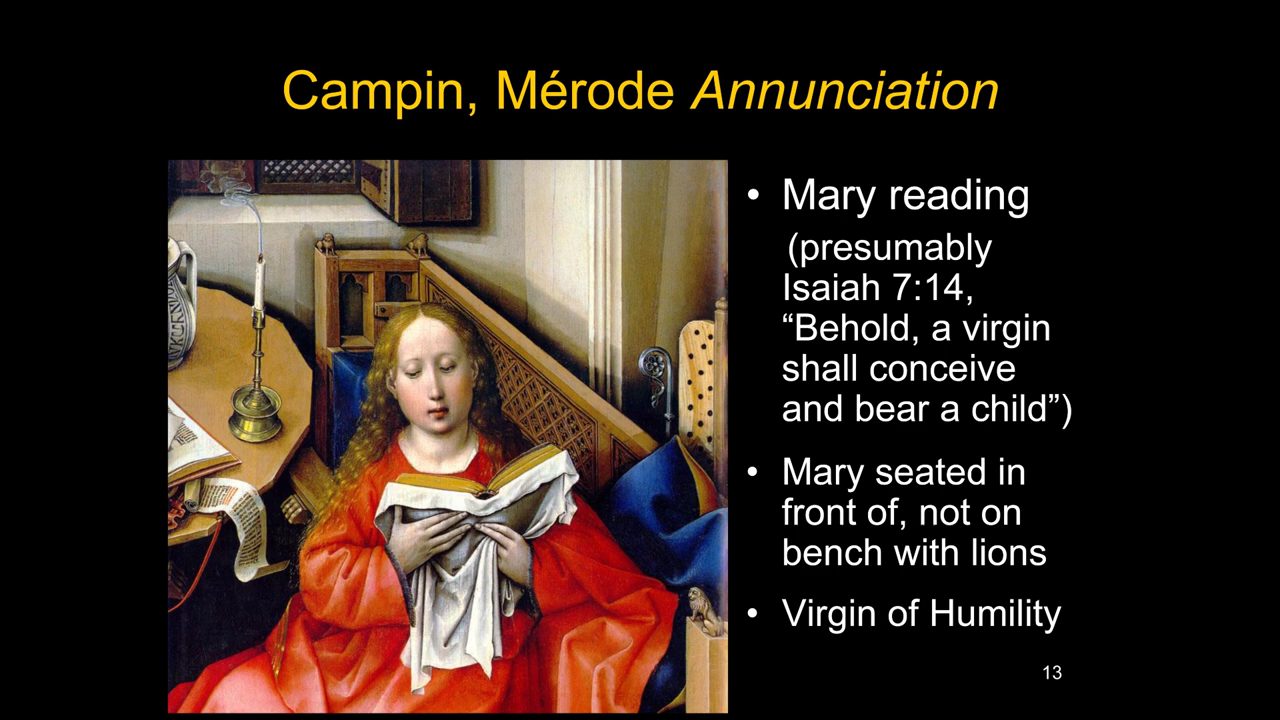 Campin, Mérode Annunciation
• Mary reading
(presumably
Isaiah 7:14,
“Behold, a virgin
shall conceive
and bear a child”)
• Mary seated in
front of, not on
bench with lions
• Virgin of Humility
13